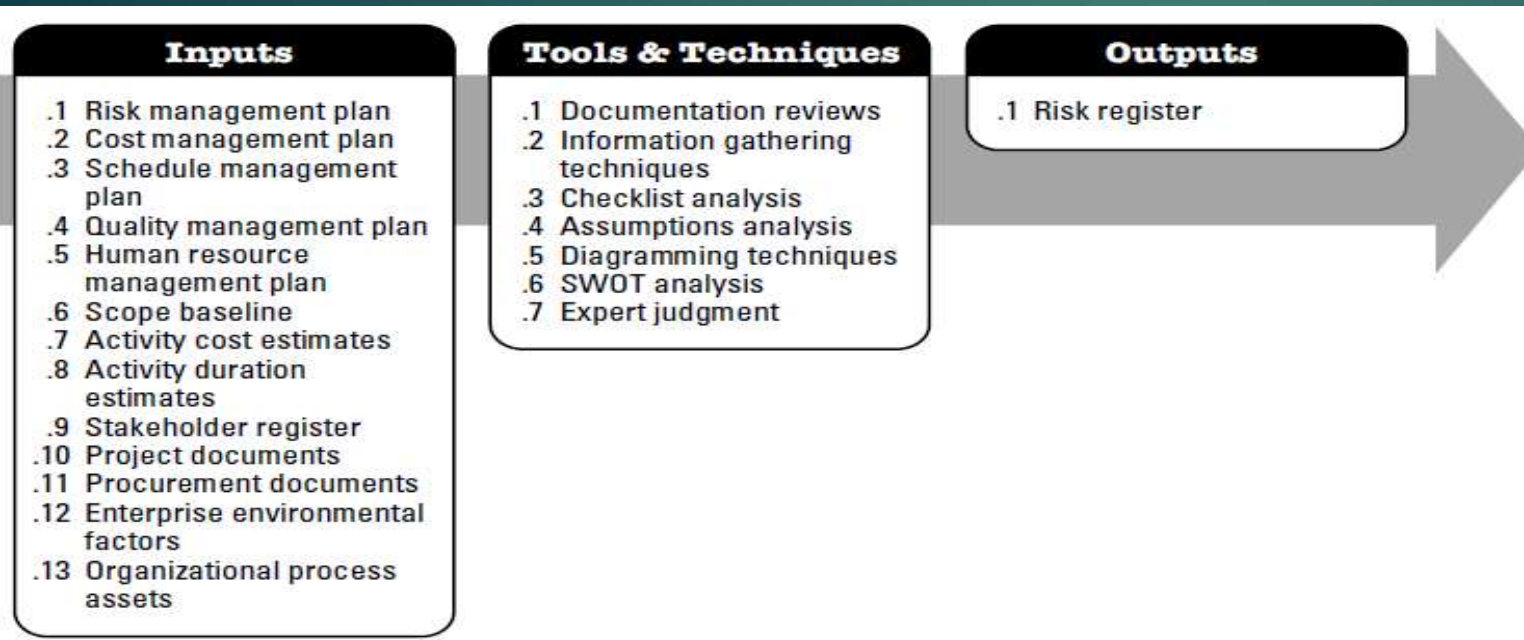 Inputs
.1 Risk management plan
.2 Cost management plan
.3 Schedule management
plan
.4 Quality management plan
.5 Human resource
management plan
.6 Scope baseline
.7 Activity cost estimates
.8 Activity duration
estimates
.9 Stakeholder register
.10 Project documents
.11 Procurement documents
.12 Enterprise environmental
factors
.13 Organizational process
assets
Tools & Techniques
.1 Documentation reviews
.2 Information gathering
techniques
.3 Checklist analysis
.4 Assumptions analysis
.5 Diagramming techniques
.6 SWOT analysis
.7 Expert judgment
Outputs
.1 Risk register